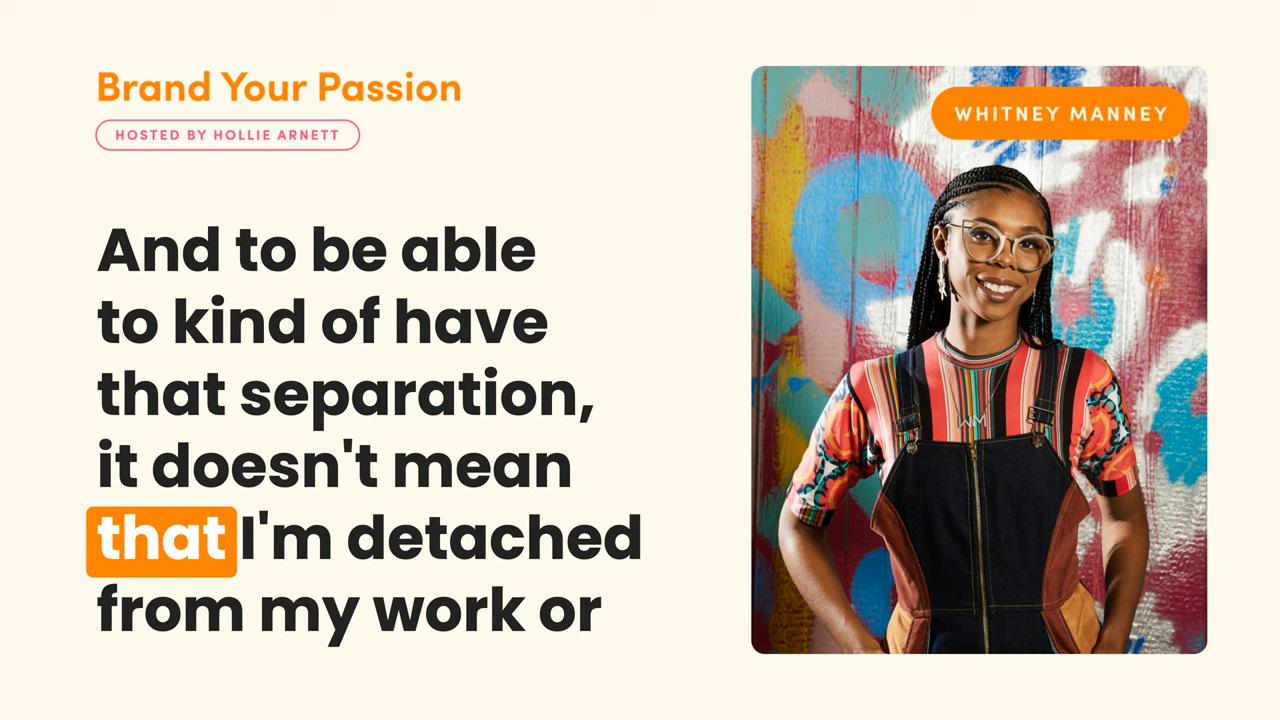 Brand Your Passion
HOSTED BY HOLLIE ARNETT
WHITNEY MANNEY
And to be able
to kind of have
that separation,
it doesn't mean
that I'm detached
from my work or
WM